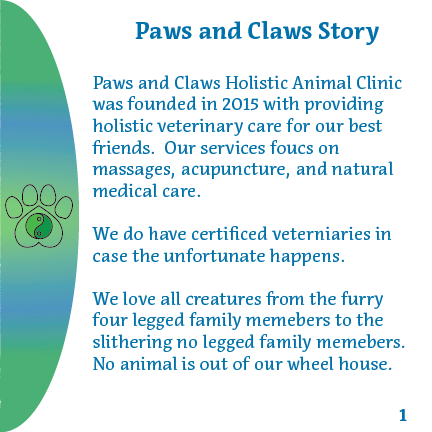 Paws and Claws Story
Paws and Claws Holistic Animal Clinic
was founded in 2015 with providing
holistic veterinary care for our best
friends.  Our services foucs on
massages, acupuncture, and natural
medical care.
We do have certificed veterniaries in
case the unfortunate happens.
We love all creatures from the furry
four legged family memebers to the
slithering no legged family memebers.
No animal is out of our wheel house.
1